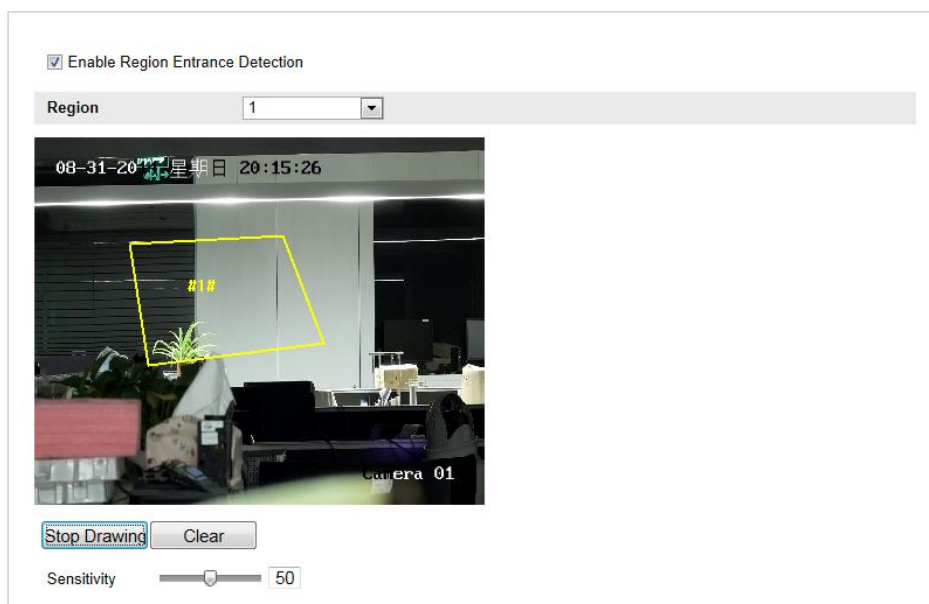 Enable Region Entrance Detection
Region 1
08-31-20 星期日 20:15:26
#1#
Camera 01
Stop Drawing Clear
Sensitivity 50